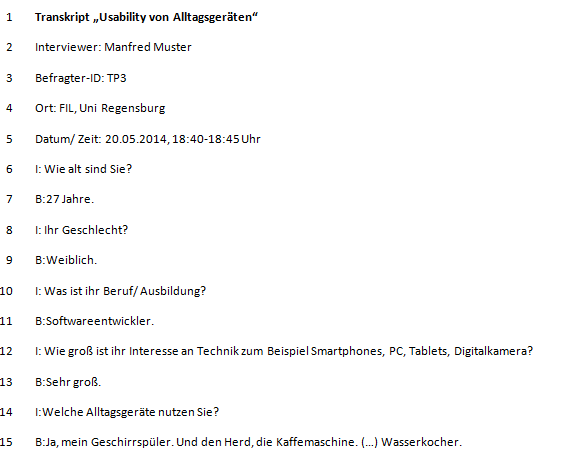 1 Transkript „Usability von Alltagsgeräten“
2 Interviewer: Manfred Muster
3 Befragter-ID: TP3
4 Ort: FIL, Uni Regensburg
5 Datum/ Zeit: 20.05.2014, 18:40-18:45 Uhr
6 I: Wie alt sind Sie?
7 B:27 Jahre.
8 I: Ihr Geschlecht?
9 B:Weiblich.
10 I: Was ist ihr Beruf/ Ausbildung?
11 B:Softwareentwickler.
12 I: Wie groß ist ihr Interesse an Technik zum Beispiel Smartphones, PC, Tablets, Digitalkamera?
13 B:Sehr groß.
14 I:Welche Alltagsgeräte nutzen Sie?
15 B:Ja, mein Geschirrspüler. Und den Herd, die Kaffemaschine. (…) Wasserkocher.